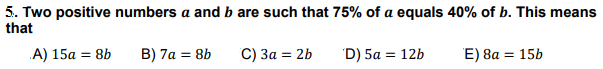 5. Two positive numbers a and b are such that 75% of a equals 40% of b. This means
that
A) 15a = 8b B) 7a = 8b C) 3a = 2b D) 5a = 12b E) 8a = 15b